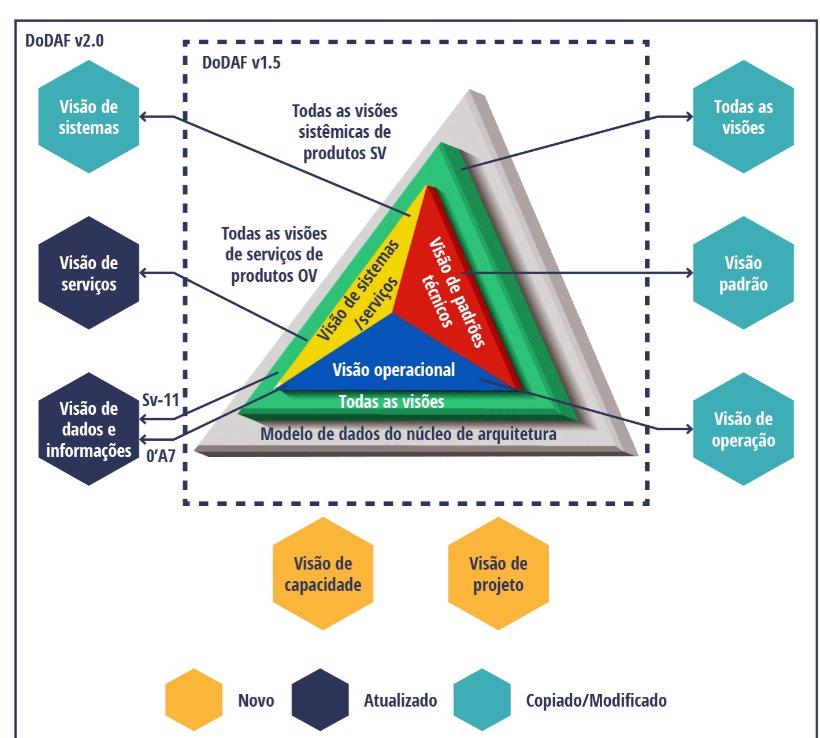 DoDAF v2.0
DoDAF v1.5
Visão de
sistemas
Todas as visões
sistêmicas de
produtos SV
Todas as
visões
Visão de
serviços
Todas as visões
de serviços de
produtos OV
Visão de sistemas
/serviços
Visão de padrões
técnicos
Visão
padrão
Visão operacional
Todas as visões
Modelo de dados do núcleo de arquitetura
Sv-11
Visão de
dados e
informações
0’A7
Visão de
operação
Visão de
capacidade
Visão de
projeto
Novo
Atualizado
Copiado/Modificado